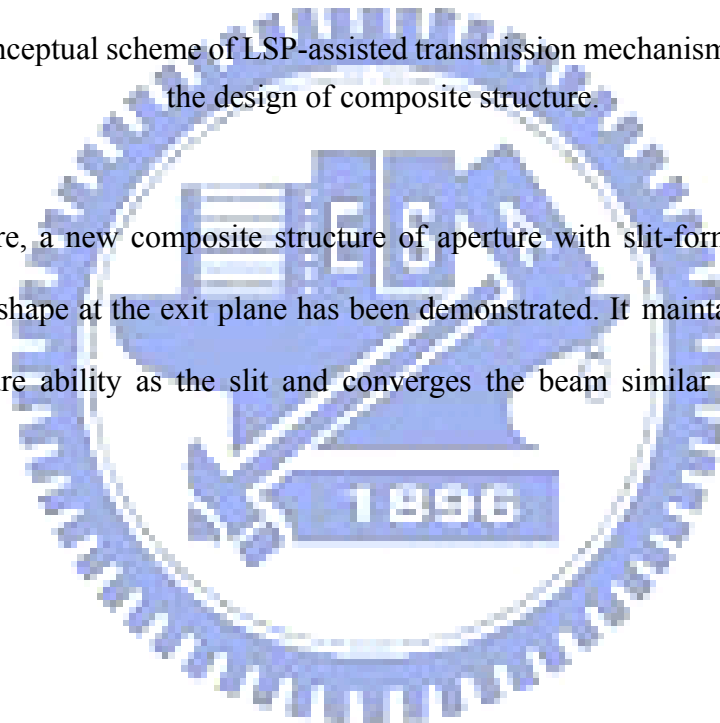 nceptual scheme of LSP-assisted transmission mechanism
the design of composite structure.
re, a new composite structure of aperture with slit-form
shape at the exit plane has been demonstrated. It mainta
re ability as the slit and converges the beam similar
E S A
1896